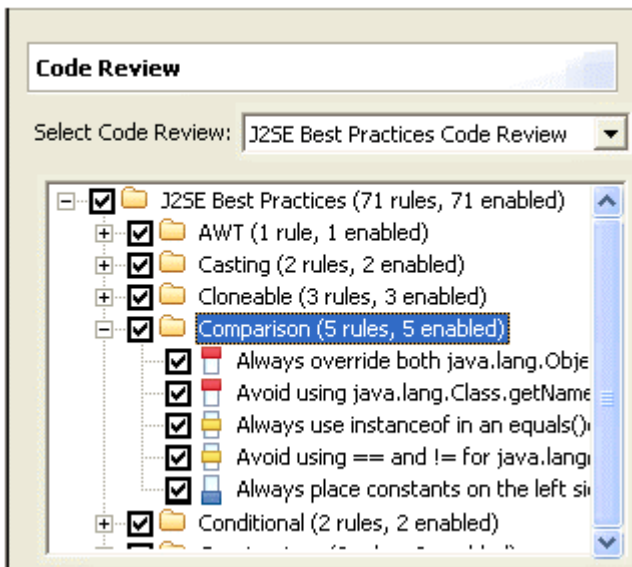 Code Review
Select Code Review: J2SE Best Practices Code Review
J2SE Best Practices (71 rules, 71 enabled)
AWT (1 rule, 1 enabled)
Casting (2 rules, 2 enabled)
Cloneable (3 rules, 3 enabled)
Comparison (5 rules, 5 enabled)
Always override both java.lang.Obje
Avoid using java.lang.Class.getName
Always use instanceof in an equals()
Avoid using == and != for java.lang
Always place constants on the left si
Conditional (2 rules, 2 enabled)